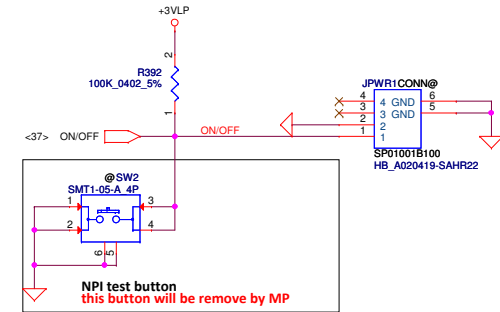 +3VLP
2
R392
100K_0402_5%
1
JPWR1CONN@
4 4 GND 6
3 3 GND 5
2 2
1 1
SP01001B100
HB_A020419-SAHR22
<37> ON/OFF
ON/OFF
@SW2
SMT1-05-A_4P
1 3
2 4
6 5
NPI test button
this button will be remove by MP